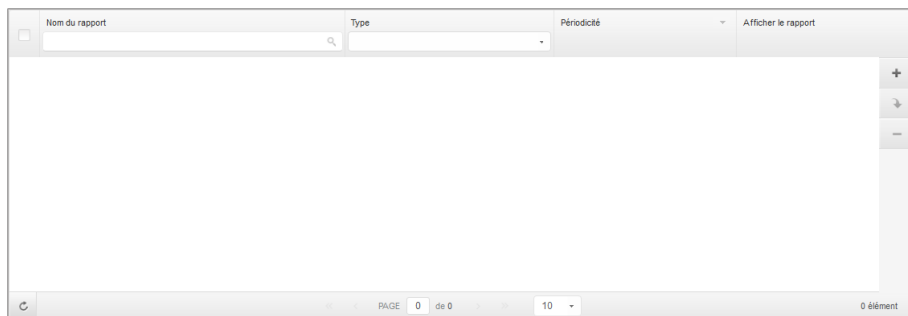 Nom du rapport Type Périodicité Afficher le rapport
PAGE 0 de 0 10 0 élément